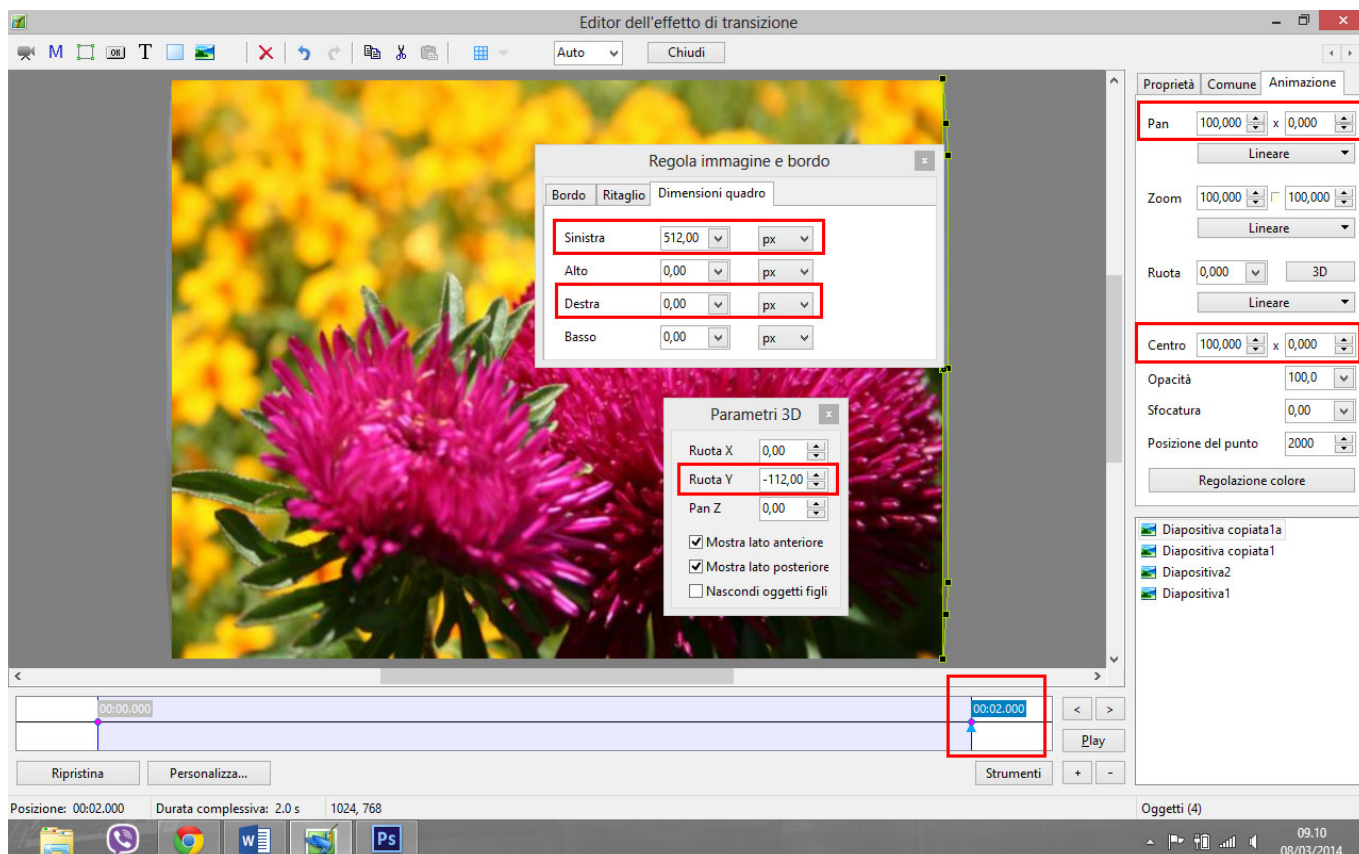 Editor dell'effetto di transizione
M OK T Auto Chiudi
Proprietà Comune Animazione
Pan 100,000 x 0,000
Lineare
Zoom 100,000 100,000
Lineare
Ruota 0,000 3D
Lineare
Centro 100,000 x 0,000
Opacità 100,0
Sfocatura 0,00
Posizione del punto 2000
Regolazione colore
Regola immagine e bordo x
Bordo Ritaglio Dimensioni quadro
Sinistra 512,00 px
Alto 0,00 px
Destra 0,00 px
Basso 0,00 px
Parametri 3D x
Ruota X 0,00
Ruota Y -112,00
Pan Z 0,00
Mostra lato anteriore
Mostra lato posteriore
Nascondi oggetti figli
Diapositiva copiata1a
Diapositiva copiata1
Diapositiva2
Diapositiva1
00:00.000 00:02.000 < >
Play
Ripristina Personalizza... Strumenti + -
Posizione: 00:02.000 Durata complessiva: 2.0 s 1024, 768 Oggetti (4)
W Ps
09.10
08/03/2014